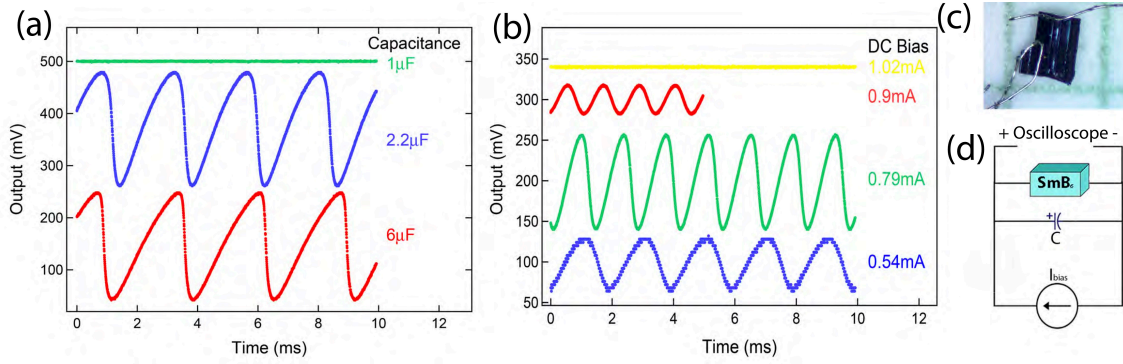 (a)
Capacitance
1μF
2.2μF
6μF
Output (mV)
500
400
300
200
100
0 2 4 6 8 10 12
Time (ms)
(b)
DC Bias
1.02mA
0.9mA
0.79mA
0.54mA
Output (mV)
350
300
250
200
150
100
50
0 2 4 6 8 10 12
Time (ms)
(c)
(d)
+ Oscilloscope -
SmB₆
+
C
Ibias